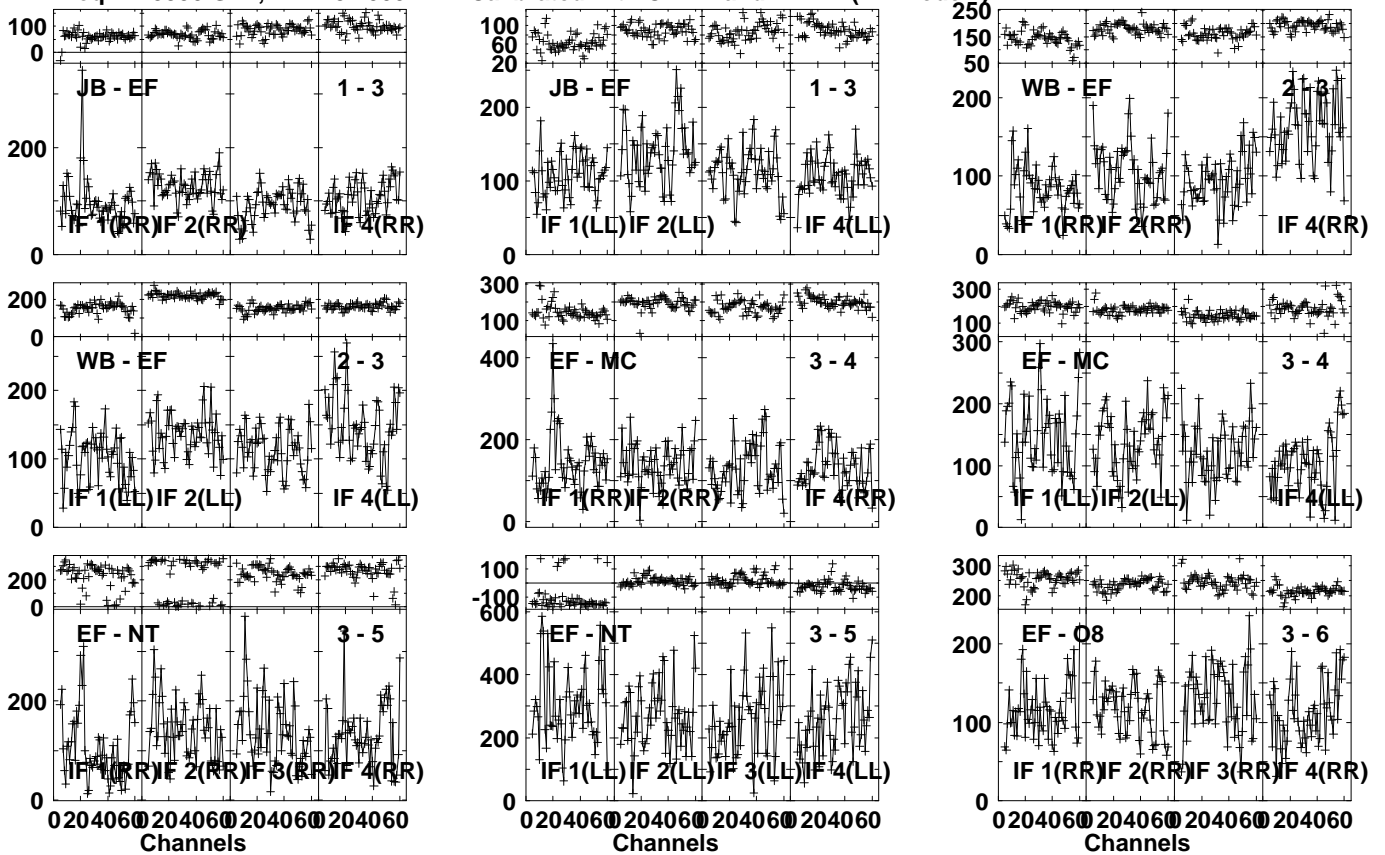 100
0
JB - EF 1 - 3
200
IF 1(RR) IF 2(RR) IF 4(RR)
0
100
60
20
JB - EF 1 - 3
200
100
IF 1(LL) IF 2(LL) IF 4(LL)
0
250
150
50
WB - EF 2 - 3
200
100
IF 1(RR) IF 2(RR) IF 4(RR)
0
200
0
WB - EF 2 - 3
200
100
IF 1(LL) IF 2(LL) IF 4(LL)
0
300
100
EF - MC 3 - 4
400
200
IF 1(RR) IF 2(RR) IF 4(RR)
0
300
100
300
EF - MC 3 - 4
200
100
IF 1(LL) IF 2(LL) IF 4(LL)
0
200
0
EF - NT 3 - 5
200
IF 1(RR) IF 2(RR) IF 3(RR) IF 4(RR)
0
0 20 40 60 0 20 40 60 0 20 40 60 0 20 40 60
Channels
100
-100
600
EF - NT 3 - 5
400
200
IF 1(LL) IF 2(LL) IF 3(LL) IF 4(LL)
0
0 20 40 60 0 20 40 60 0 20 40 60 0 20 40 60
Channels
300
200
EF - O8 3 - 6
200
100
IF 1(RR) IF 2(RR) IF 3(RR) IF 4(RR)
0
0 20 40 60 0 20 40 60 0 20 40 60 0 20 40 60
Channels